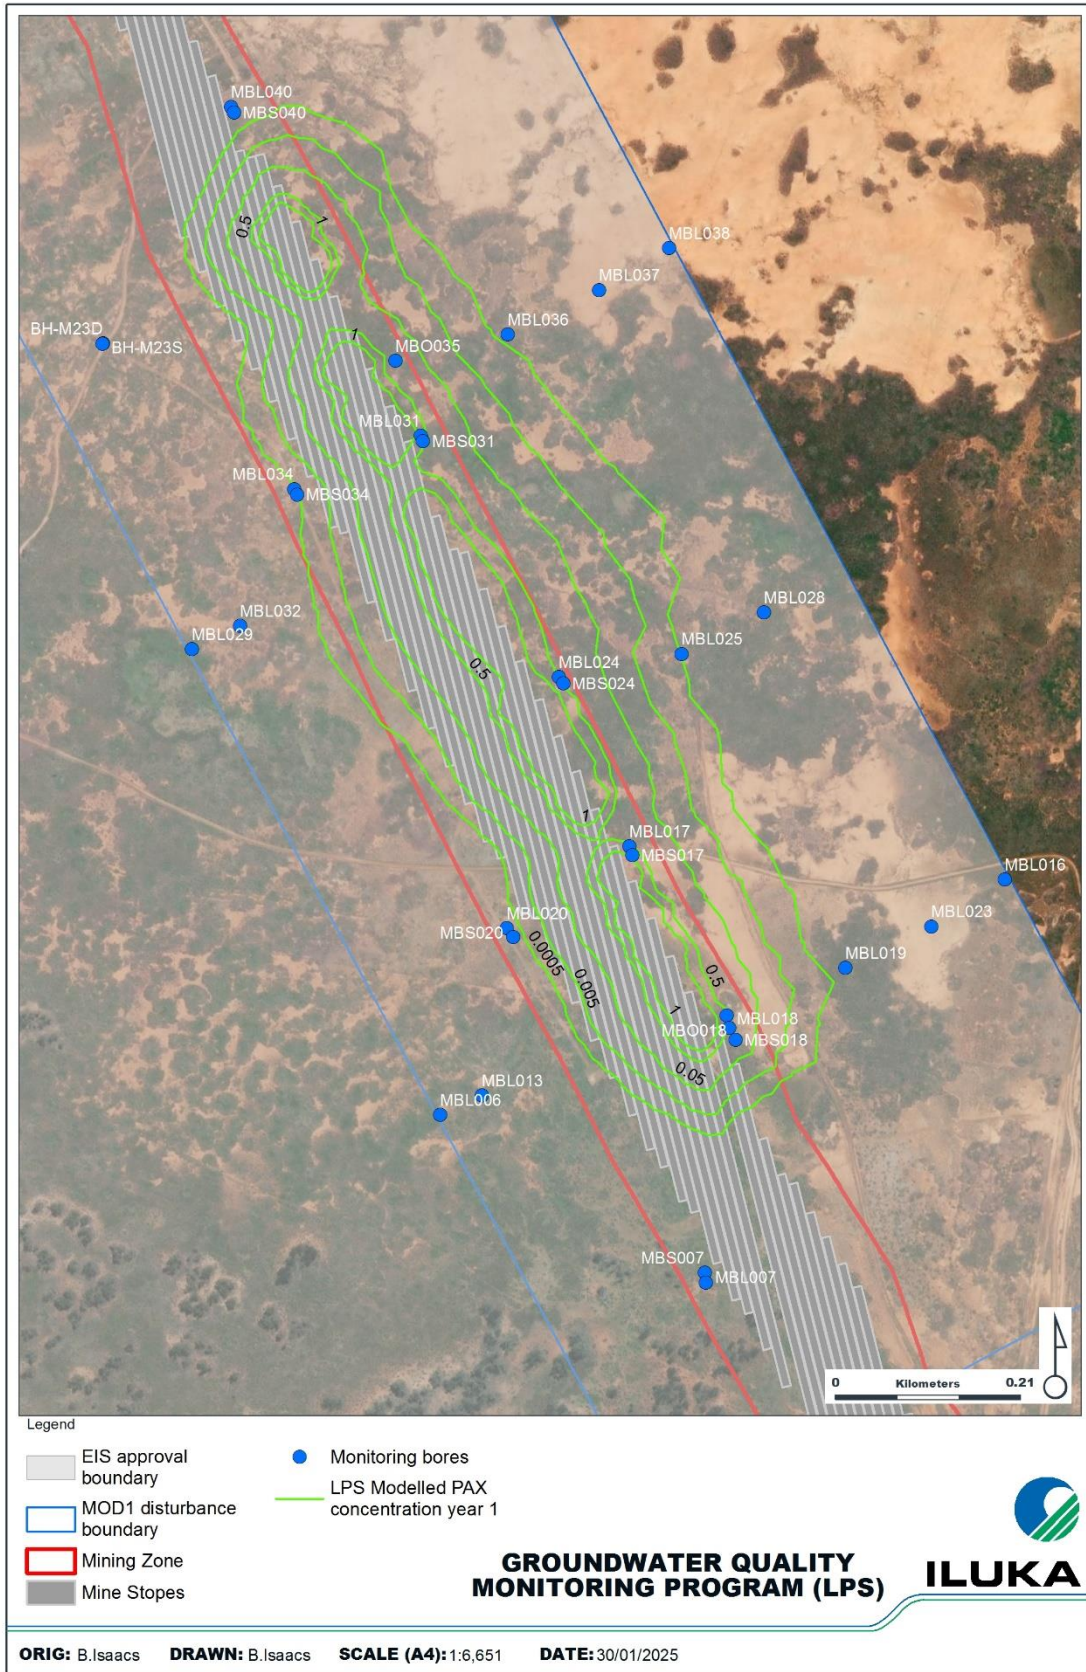 MBL040
MBS040
0.5
1
MBL038
MBL037
MBL036
BH-M23D
BH-M23S
1
MBO035
MBL031
MBS031
MBL034
MBS034
MBL032
MBL029
MBL028
MBL025
0.5
MBL024
MBS024
1
MBL017
MBS017
MBL016
MBL023
MBL020
MBS020
0.0005
0.005
MBL019
0.5
1
MBL018
MBO018
MBS018
0.05
MBL013
MBL006
MBS007
MBL007
0 Kilometers 0.21
Legend
EIS approval
boundary
MOD1 disturbance
boundary
Mining Zone
Mine Stopes
Monitoring bores
LPS Modelled PAX
concentration year 1
GROUNDWATER QUALITY
MONITORING PROGRAM (LPS)
ILUKA
ORIG: B.Isaacs DRAWN: B.Isaacs SCALE (A4): 1:6,651 DATE: 30/01/2025